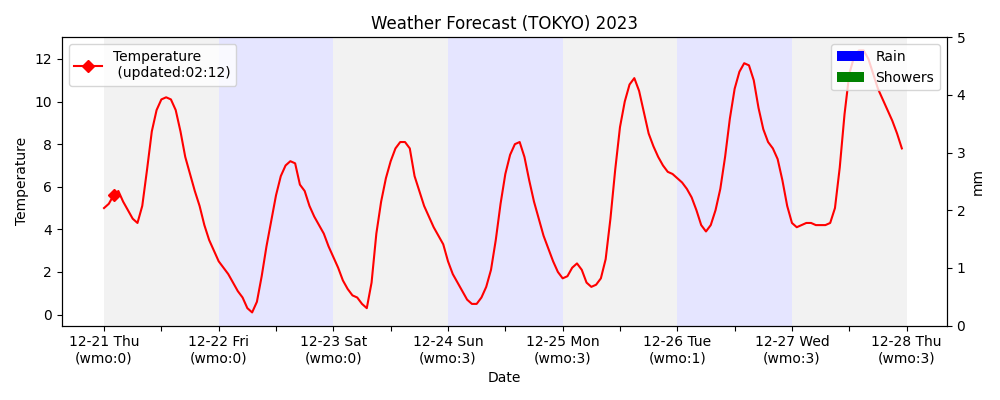 Weather Forecast (TOKYO) 2023
Temperature
(updated:02:12)
Rain
Showers
Temperature
12
10
8
6
4
2
0
5
4
3
2
1
0
mm
12-21 Thu
(wmo:0)
12-22 Fri
(wmo:0)
12-23 Sat
(wmo:0)
12-24 Sun
(wmo:3)
12-25 Mon
(wmo:3)
12-26 Tue
(wmo:1)
12-27 Wed
(wmo:3)
12-28 Thu
(wmo:3)
Date